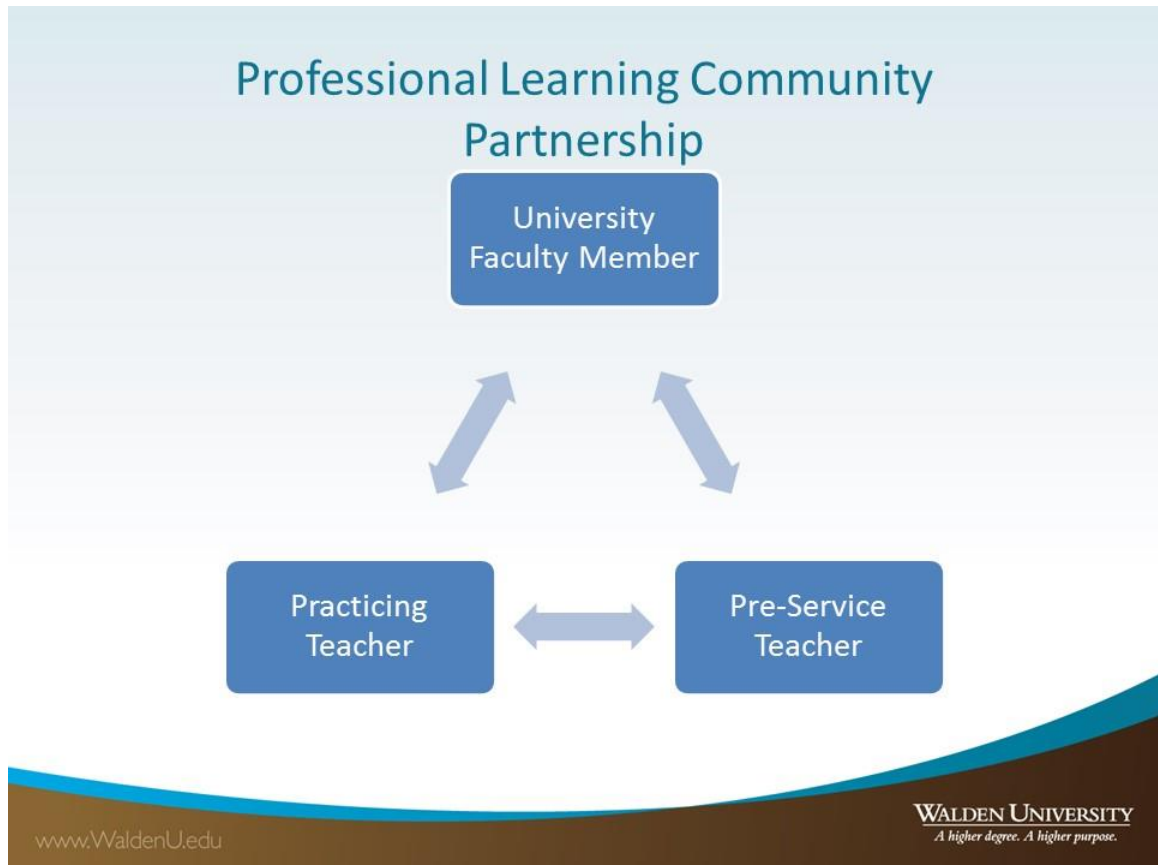 Professional Learning Community
Partnership
University
Faculty Member
Practicing
Teacher
Pre-Service
Teacher
www.WaldenU.edu
WALDEN UNIVERSITY
A higher degree. A higher purpose.